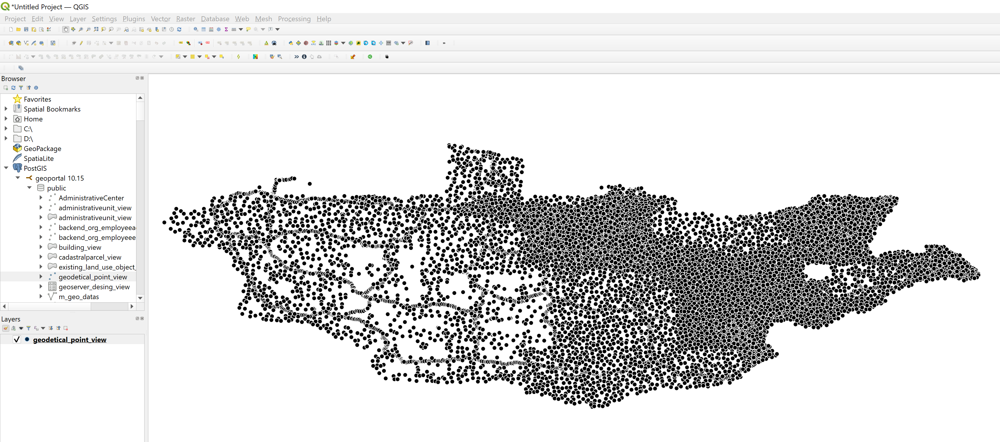 *Untitled Project — QGIS
Project Edit View Layer Settings Plugins Vector Raster Database Web Mesh Processing Help
Browser
Favorites
Spatial Bookmarks
Home
C:\
D:\
GeoPackage
SpatiaLite
PostGIS
geoportal 10.15
public
AdministrativeCenter
administrativeunit_view
administrativeunit_view
backend_org_employeea
backend_org_employeee
building_view
cadastralparcel_view
existing_land_use_object_
geodetical_point_view
geoserver_desing_view
m_geo_datas
Layers
geodetical_point_view